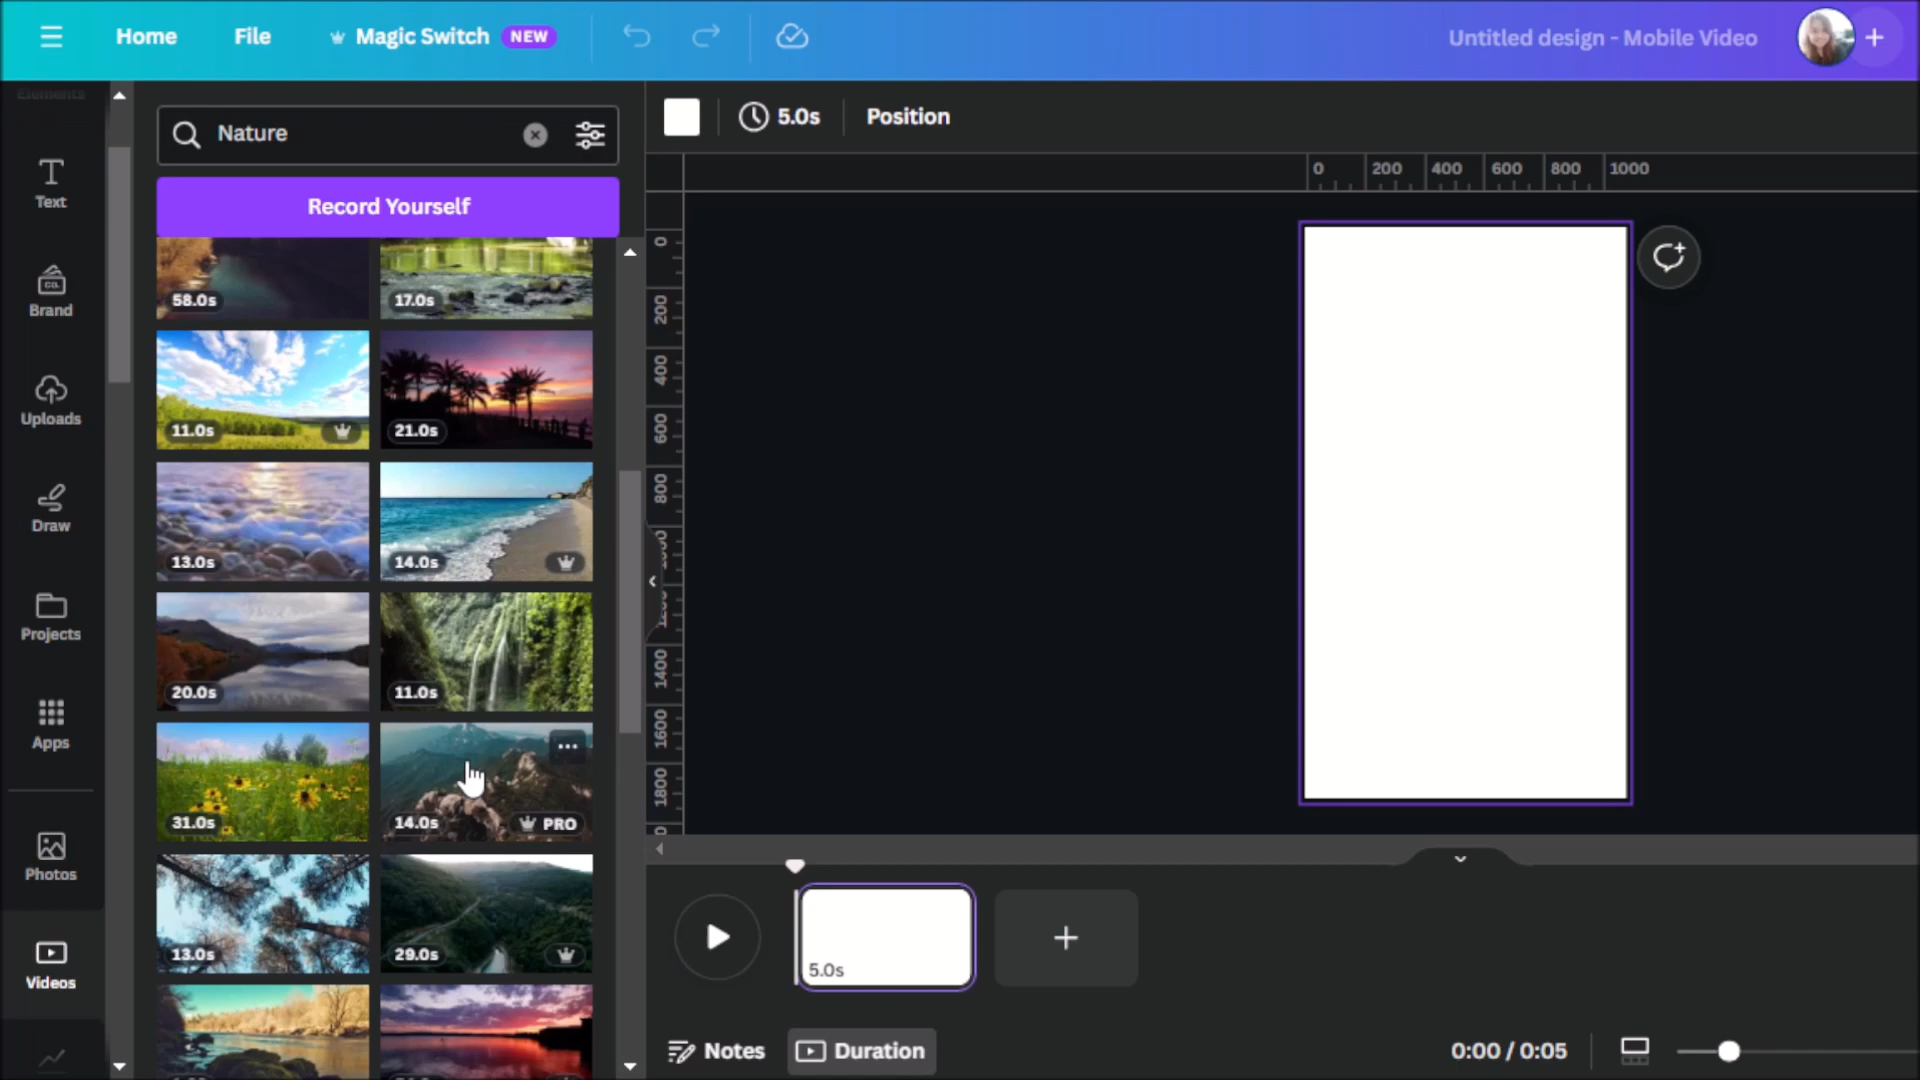 Home
File
Magic Switch NEW
Untitled design - Mobile Video
Elements
Text
Brand
CO.
Uploads
Draw
Projects
Apps
Photos
Videos
Nature
Record Yourself
58.0s
17.0s
11.0s
21.0s
13.0s
14.0s
20.0s
11.0s
31.0s
14.0s
PRO
13.0s
29.0s
5.0s
Position
0 200 400 600 800 1000
0
200
400
600
800
1400
1600
1800
5.0s
Notes
Duration
0:00 / 0:05